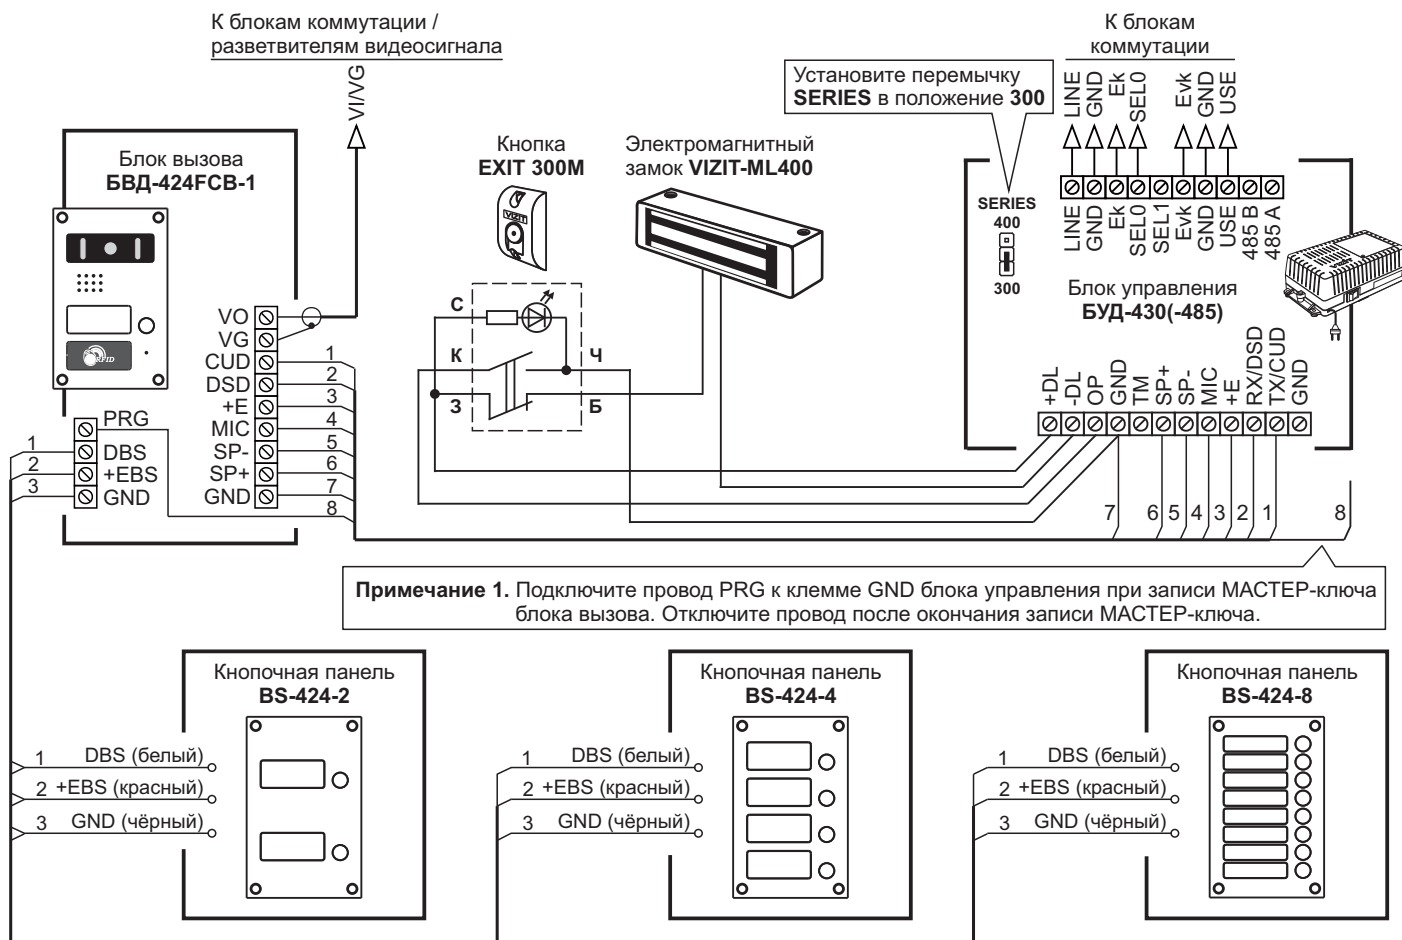 К блокам коммутации /
разветвителям видеосигнала
VI/VG
К блокам
коммутации
LINE
GND
Ek
SEL0
Evk
GND
USE
Установите перемычку
SERIES в положение 300
Блок вызова
БВД-424FCB-1
Кнопка
EXIT 300M
Электромагнитный
замок VIZIT-ML400
VIZIT
SERIES
400
300
LINE
GND
Ek
SEL0
SEL1
Evk
GND
USE
485 B
485 A
Блок управления
БУД-430(-485)
RFID
VO
VG
CUD
DSD
+E
MIC
SP-
SP+
GND
1
2
3
4
5
6
7
8
PRG
DBS
+EBS
GND
1
2
3
С
К
З
Ч
Б
+DL
-DL
OP
GND
TM
SP+
SP-
MIC
+E
RX/DSD
TX/CUD
GND
7
6
5
4
3
2
1
8
Примечание 1. Подключите провод PRG к клемме GND блока управления при записи МАСТЕР-ключа
блока вызова. Отключите провод после окончания записи МАСТЕР-ключа.
Кнопочная панель
BS-424-2
1 DBS (белый)
2 +EBS (красный)
3 GND (чёрный)
Кнопочная панель
BS-424-4
1 DBS (белый)
2 +EBS (красный)
3 GND (чёрный)
Кнопочная панель
BS-424-8
1 DBS (белый)
2 +EBS (красный)
3 GND (чёрный)